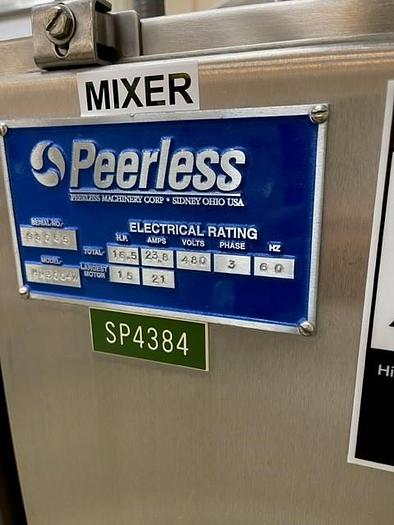 MIXER
Peerless
PEERLESS MACHINERY CORP • SIDNEY OHIO USA
SERIAL NO.
ELECTRICAL RATING
H.P. AMPS VOLTS PHASE HZ
TOTAL 16.5 23.8 480 3 60
MODEL
LARGEST MOTOR 15 21
SP4384
Hi